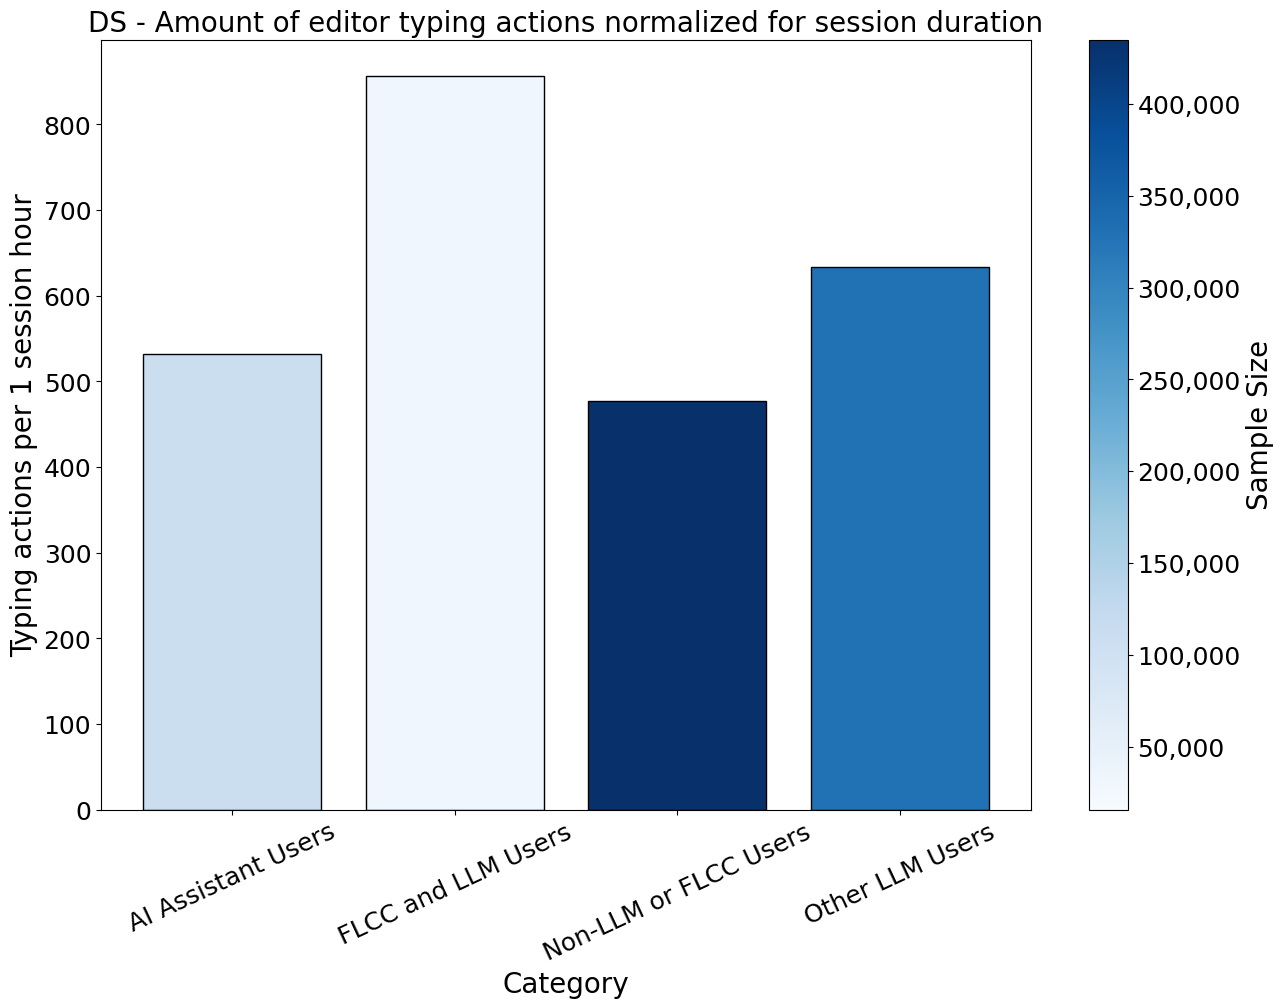 DS - Amount of editor typing actions normalized for session duration
Typing actions per 1 session hour
800
700
600
500
400
300
200
100
0
AI Assistant Users
FLCC and LLM Users
Non-LLM or FLCC Users
Other LLM Users
Category
400,000
350,000
300,000
250,000
200,000
150,000
100,000
50,000
Sample Size